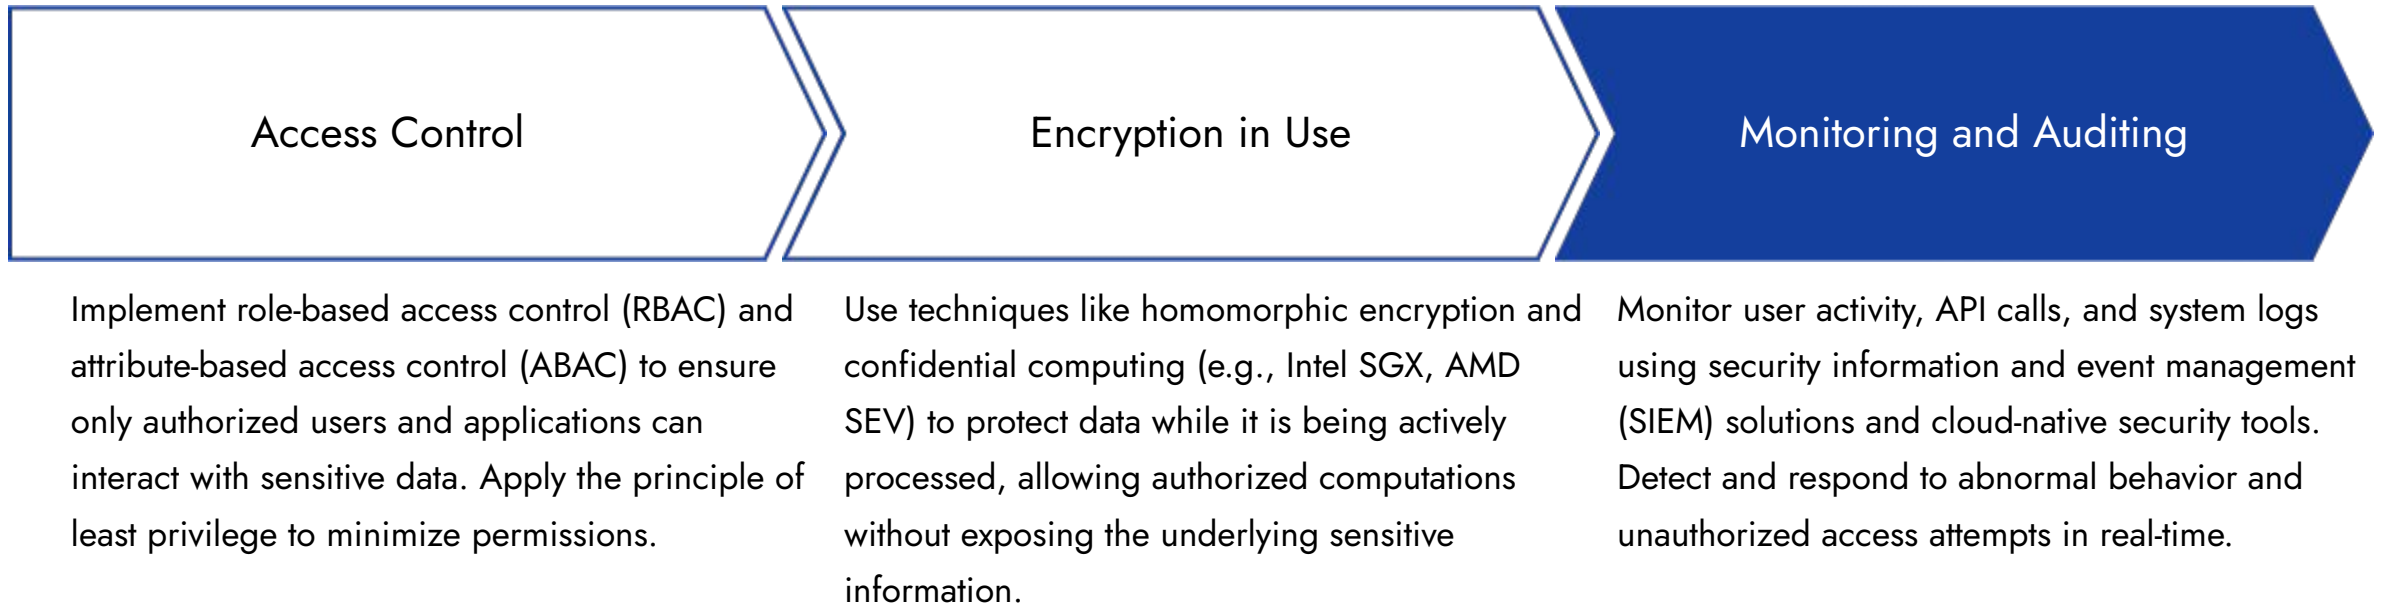 Access Control
Encryption in Use
Monitoring and Auditing
Implement role-based access control (RBAC) and
attribute-based access control (ABAC) to ensure
only authorized users and applications can
interact with sensitive data. Apply the principle of
least privilege to minimize permissions.
Use techniques like homomorphic encryption and
confidential computing (e.g., Intel SGX, AMD
SEV) to protect data while it is being actively
processed, allowing authorized computations
without exposing the underlying sensitive
information.
Monitor user activity, API calls, and system logs
using security information and event management
(SIEM) solutions and cloud-native security tools.
Detect and respond to abnormal behavior and
unauthorized access attempts in real-time.